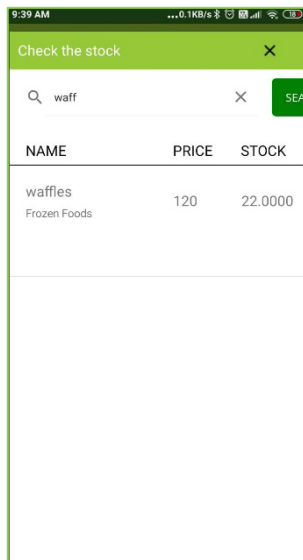 9:39 AM ...0.1KB/s 18
Check the stock
waff SEA
NAME PRICE STOCK
waffles 120 22.0000
Frozen Foods